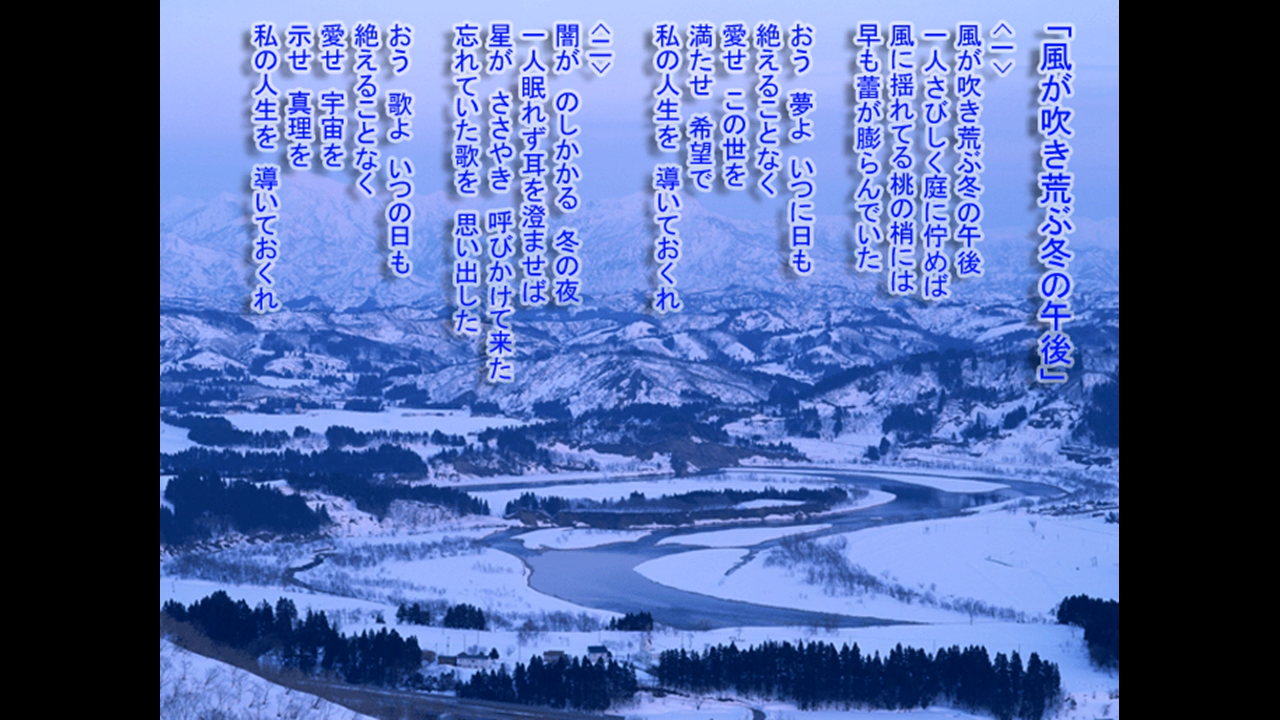 「風が吹き荒ぶ冬の午後」
<一>
風が吹き荒ぶ冬の午後
一人さびしく庭に佇めば
風に揺れてる桃の梢には
早も蕾が膨らんでいた
おう 夢よ いつに日も
絶えることなく
愛せ この世を
満たせ 希望で
私の人生を 導いておくれ
<二>
闇が のしかかる 冬の夜
一人眠れず耳を澄ませば
星が ささやき 呼びかけて来た
忘れていた歌を 思い出した
おう 歌よ いつの日も
絶えることなく
愛せ 宇宙を
示せ 真理を
私の人生を 導いておくれ